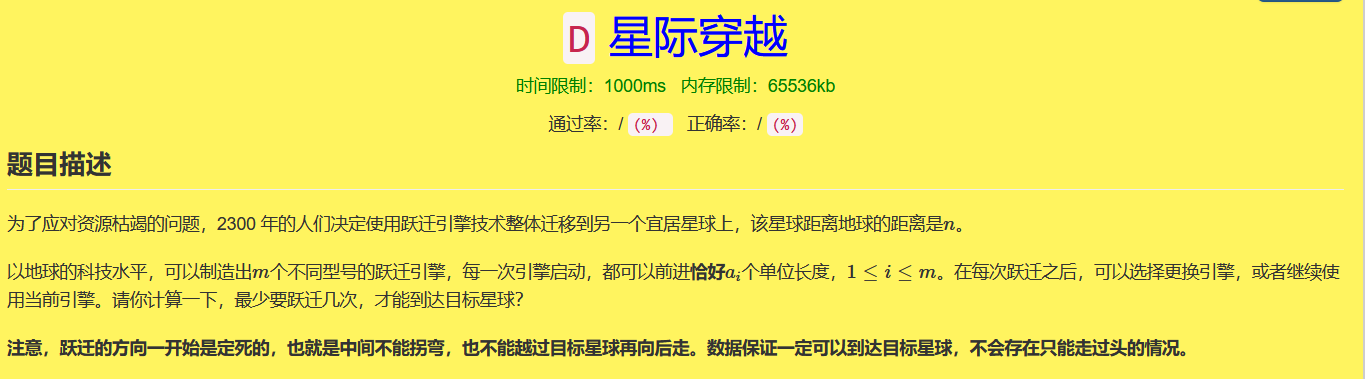 D 星际穿越
时间限制：1000ms 内存限制：65536kb
通过率：/ (%) 正确率：/ (%)
题目描述
为了应对资源枯竭的问题，2300 年的人们决定使用跃迁引擎技术整体迁移到另一个宜居星球上，该星球距离地球的距离是n。
以地球的科技水平，可以制造出m个不同型号的跃迁引擎，每一次引擎启动，都可以前进恰好aᵢ个单位长度，1 ≤ i ≤ m。在每次跃迁之后，可以选择更换引擎，或者继续使
用当前引擎。请你计算一下，最少要跃迁几次，才能到达目标星球？
注意，跃迁的方向一开始是定死的，也就是中间不能拐弯，也不能越过目标星球再向后走。数据保证一定可以到达目标星球，不会存在只能走过头的情况。